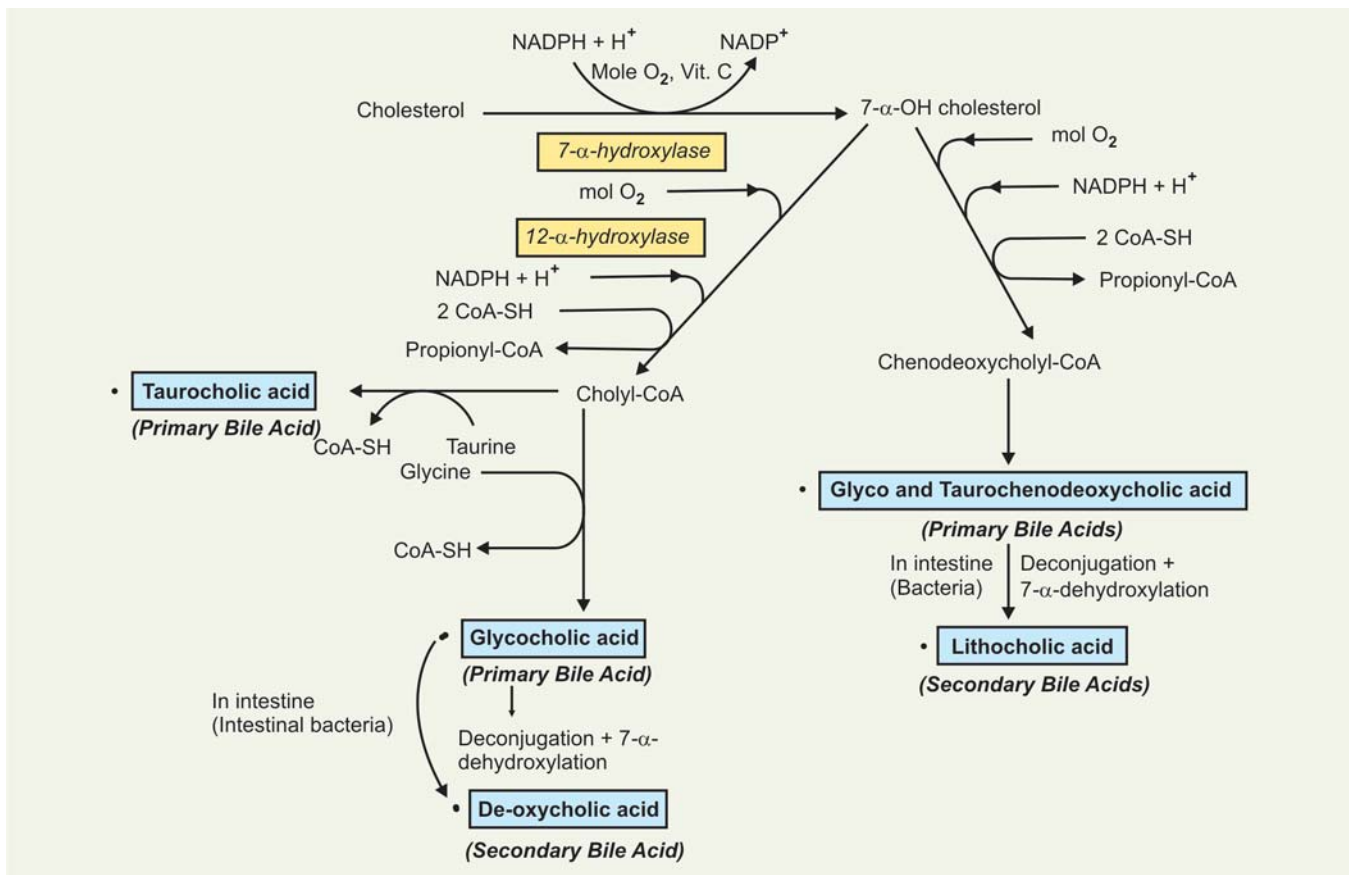 NADPH + H⁺ NADP⁺
Mole O₂, Vit. C
Cholesterol
7-α-OH cholesterol
7-α-hydroxylase
mol O₂
12-α-hydroxylase
NADPH + H⁺
2 CoA-SH
Propionyl-CoA
mol O₂
NADPH + H⁺
2 CoA-SH
Propionyl-CoA
Cholyl-CoA
• Taurocholic acid
(Primary Bile Acid)
CoA-SH
Taurine
Glycine
CoA-SH
Chenodeoxycholyl-CoA
• Glyco and Taurochenodeoxycholic acid
(Primary Bile Acids)
In intestine
(Bacteria)
Deconjugation +
7-α-dehydroxylation
• Lithocholic acid
(Secondary Bile Acids)
• Glycocholic acid
(Primary Bile Acid)
In intestine
(Intestinal bacteria)
Deconjugation + 7-α-
dehydroxylation
• De-oxycholic acid
(Secondary Bile Acid)